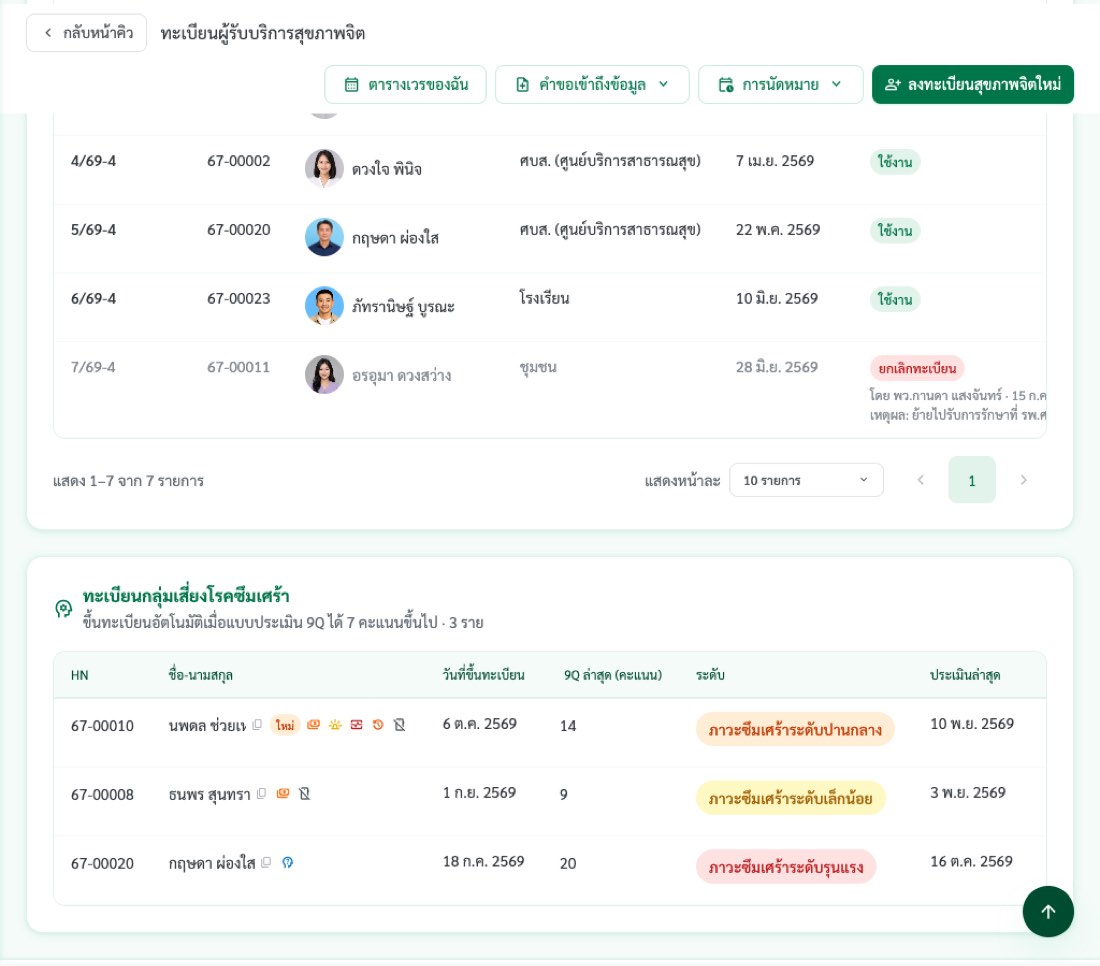 กลับหน้าคิว ทะเบียนผู้รับบริการสุขภาพจิต
ตารางเวรของฉัน คำขอเข้าถึงข้อมูล การนัดหมาย ลงทะเบียนสุขภาพจิตใหม่
4/69-4 67-00002 ดวงใจ พินิจ ศบส. (ศูนย์บริการสาธารณสุข) 7 เม.ย. 2569 ใช้งาน
5/69-4 67-00020 กฤษดา ผ่องใส ศบส. (ศูนย์บริการสาธารณสุข) 22 พ.ค. 2569 ใช้งาน
6/69-4 67-00023 ภัทรานิษฐ์ บูรณะ โรงเรียน 10 มิ.ย. 2569 ใช้งาน
7/69-4 67-00011 อรอุมา ดวงสว่าง ชุมชน 28 มิ.ย. 2569 ยกเลิกทะเบียน
โดย พว.กานดา แสงจันทร์ · 15 ก.ค
เหตุผล: ย้ายไปรับการรักษาที่ รพ.ศ
แสดง 1–7 จาก 7 รายการ แสดงหน้าละ 10 รายการ 1
ทะเบียนกลุ่มเสี่ยงโรคซึมเศร้า
ขึ้นทะเบียนอัตโนมัติเมื่อแบบประเมิน 9Q ได้ 7 คะแนนขึ้นไป · 3 ราย
HN ชื่อ-นามสกุล วันที่ขึ้นทะเบียน 9Q ล่าสุด (คะแนน) ระดับ ประเมินล่าสุด
67-00010 นพดล ช่วยเ ใหม่ 6 ต.ค. 2569 14 ภาวะซึมเศร้าระดับปานกลาง 10 พ.ย. 2569
67-00008 ธนพร สุนทรา 1 ก.ย. 2569 9 ภาวะซึมเศร้าระดับเล็กน้อย 3 พ.ย. 2569
67-00020 กฤษดา ผ่องใส 18 ก.ค. 2569 20 ภาวะซึมเศร้าระดับรุนแรง 16 ต.ค. 2569